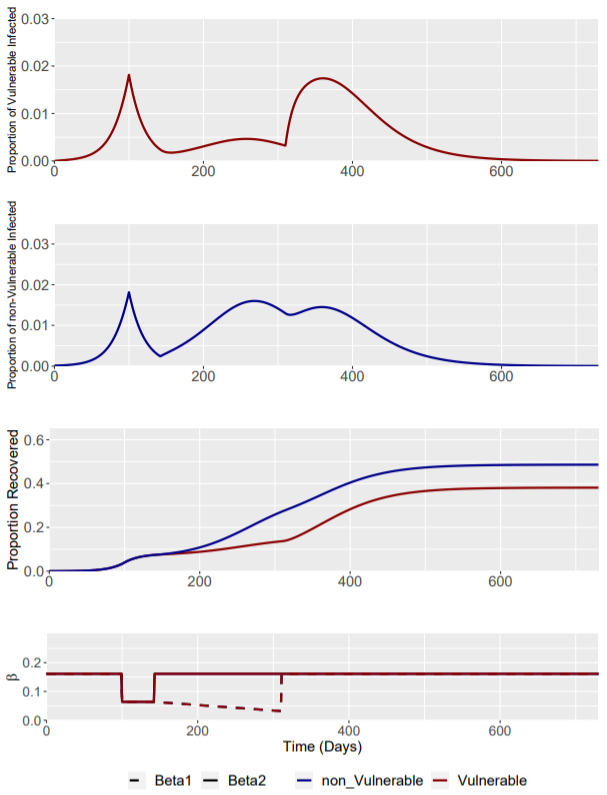 Proportion of Vulnerable Infected
0.03
0.02
0.01
0.00
0 200 400 600
Proportion of non-Vulnerable Infected
0.03
0.02
0.01
0.00
0 200 400 600
Proportion Recovered
0.6
0.4
0.2
0.0
0 200 400 600
β
0.2
0.1
0.0
0 200 400 600
Time (Days)
Beta1 Beta2 non_Vulnerable Vulnerable